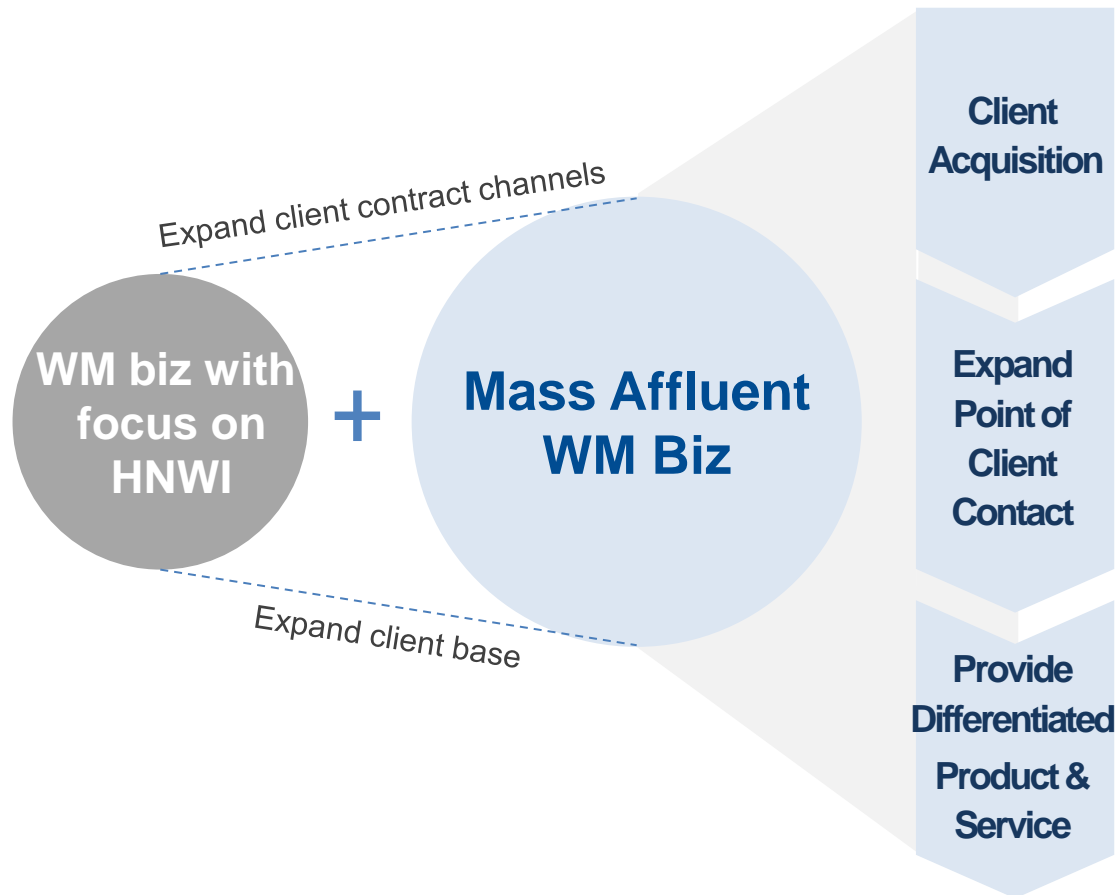 Expand client contract channels
WM biz with
focus on
HNWI
+
Mass Affluent
WM Biz
Expand client base
Client
Acquisition
Expand
Point of
Client
Contact
Provide
Differentiated
Product &
Service